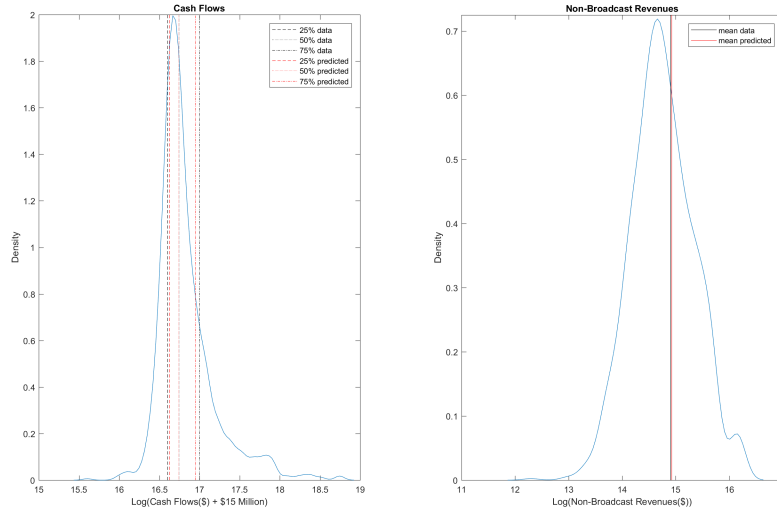 Cash Flows
25% data
50% data
75% data
25% predicted
50% predicted
75% predicted
2
1.8
1.6
1.4
1.2
1
0.8
0.6
0.4
0.2
0
Density
15
15.5
16
16.5
17
17.5
18
18.5
19
Log(Cash Flows($) + $15 Million)
Non-Broadcast Revenues
mean data
mean predicted
0.7
0.6
0.5
0.4
0.3
0.2
0.1
0
Density
11
12
13
14
15
16
Log(Non-Broadcast Revenues($))